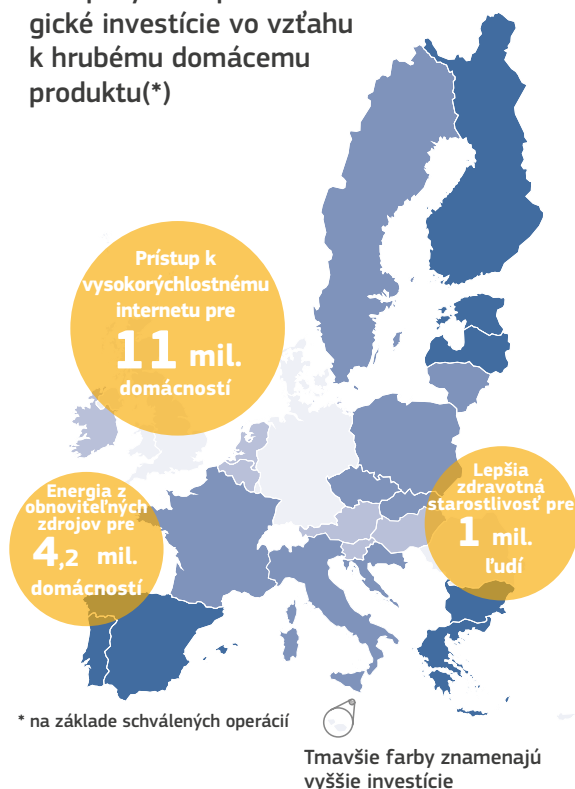 gické investície vo vzťahu
k hrubému domácemu
produktu(*)
Prístup k
vysokorýchlostnému
internetu pre
11 mil.
domácností
Energia z
obnoviteľných
zdrojov pre
4,2 mil.
domácností
Lepšia
zdravotná
starostlivosť pre
1 mil.
ľudí
* na základe schválených operácií
Tmavšie farby znamenajú
vyššie investície